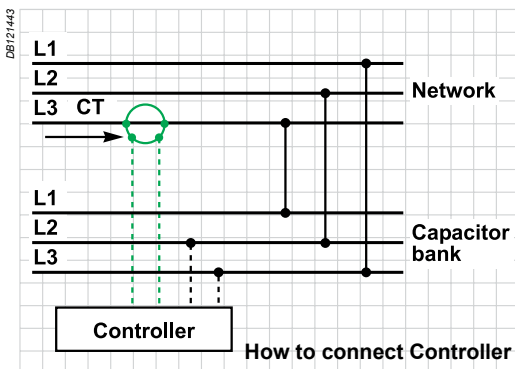 DB121443
L1
L2
Network
L3 CT
L1
L2
Capacitor
bank
L3
Controller
How to connect Controller